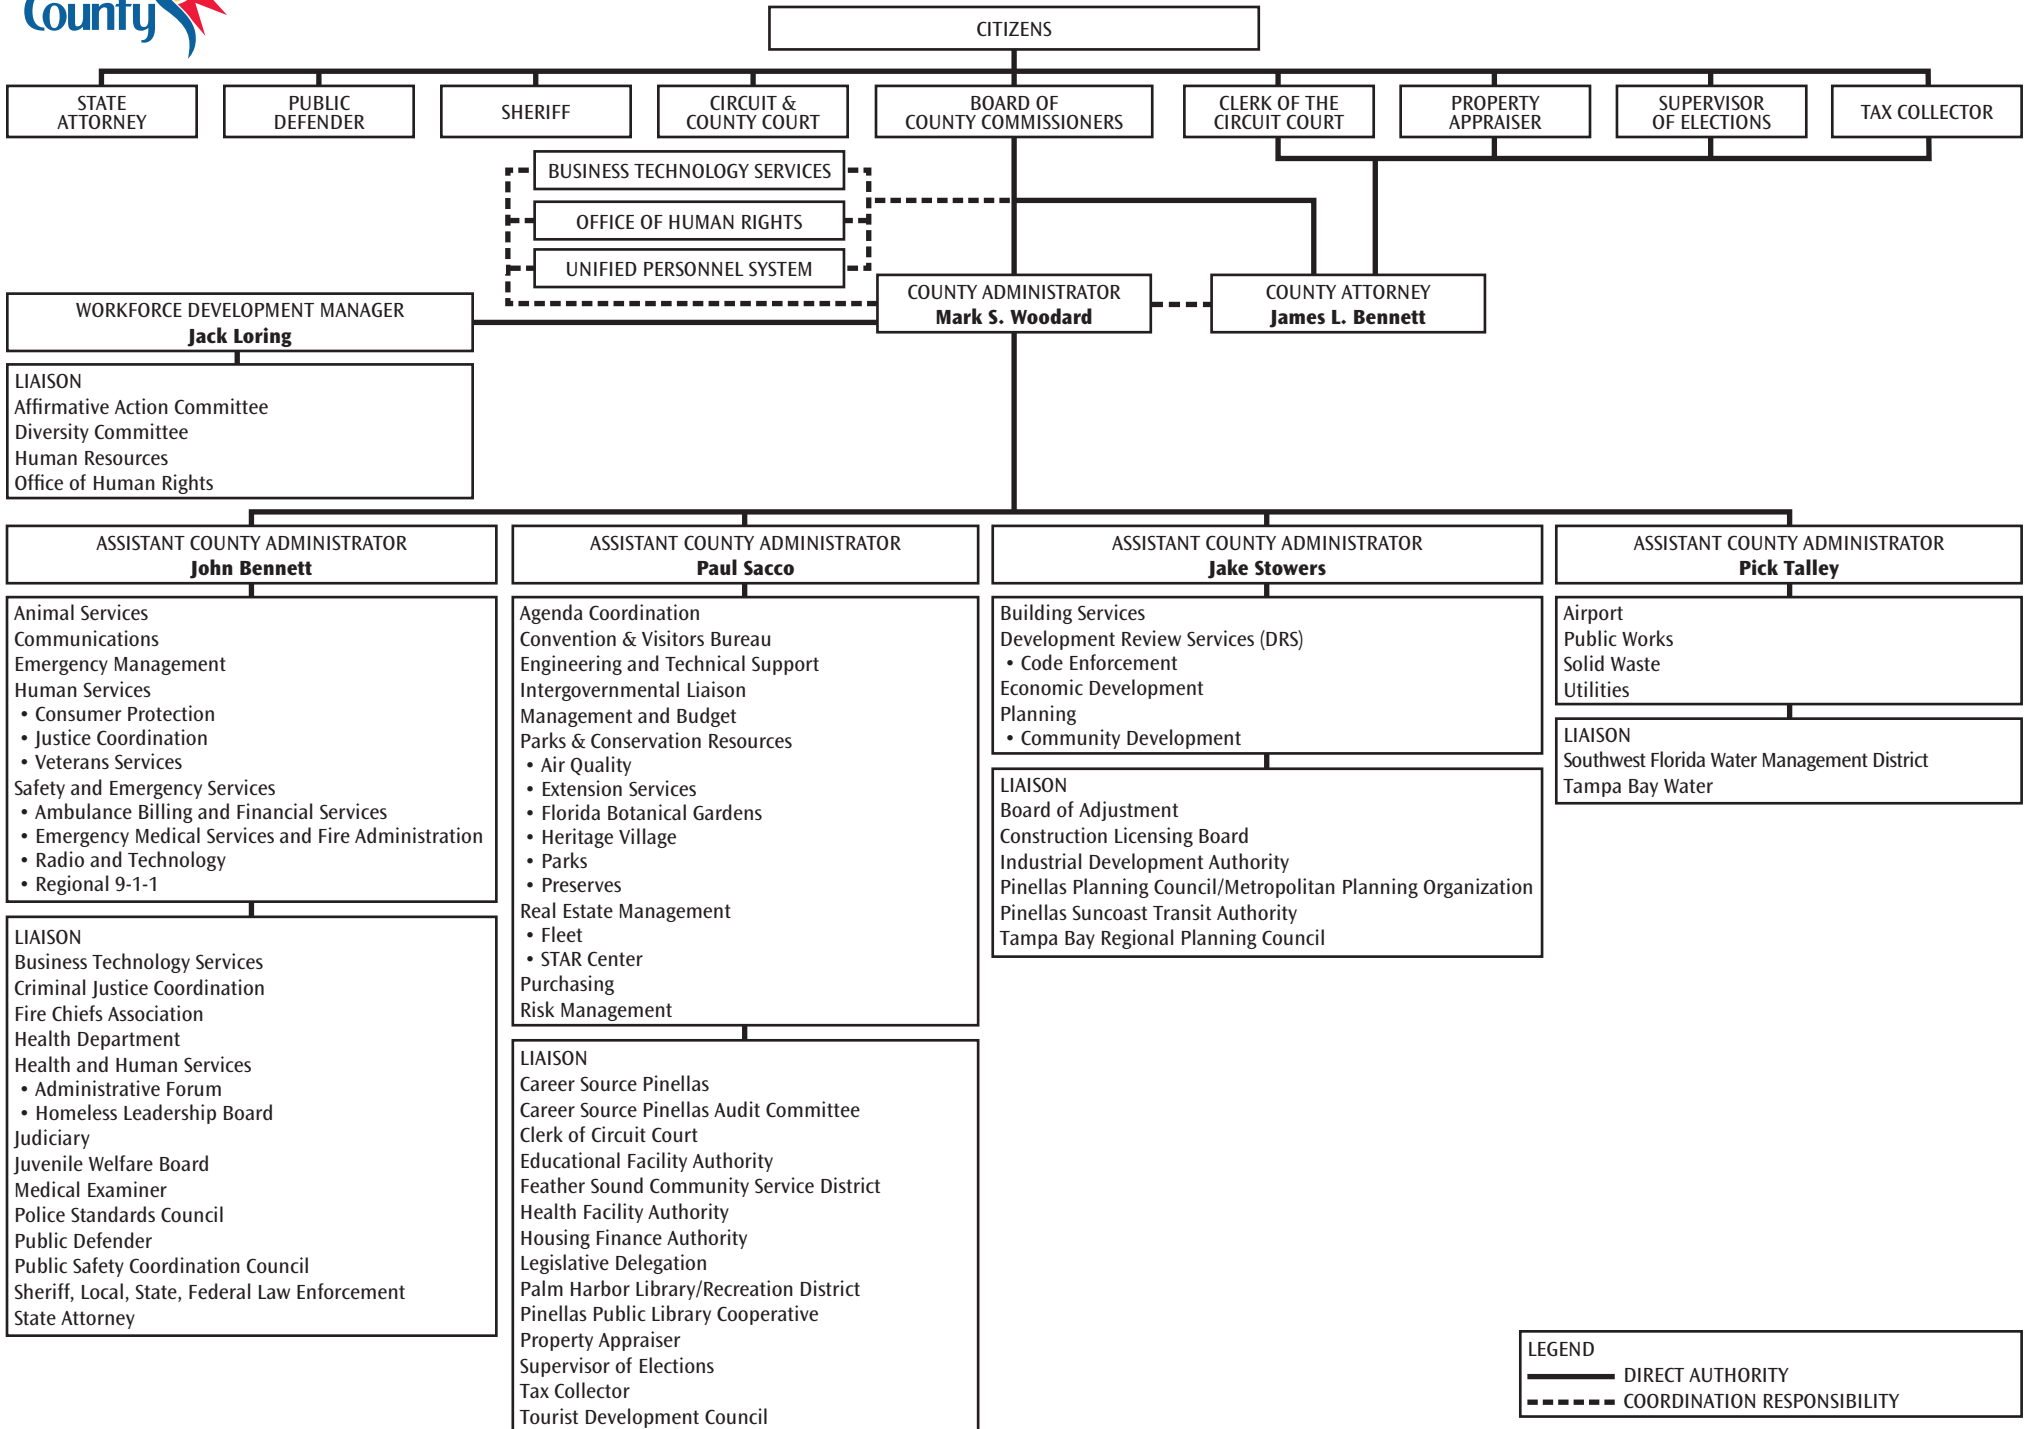 County
CITIZENS
STATE
ATTORNEY
PUBLIC
DEFENDER
SHERIFF
CIRCUIT &
COUNTY COURT
BOARD OF
COUNTY COMMISSIONERS
CLERK OF THE
CIRCUIT COURT
PROPERTY
APPRAISER
SUPERVISOR
OF ELECTIONS
TAX COLLECTOR
BUSINESS TECHNOLOGY SERVICES
OFFICE OF HUMAN RIGHTS
UNIFIED PERSONNEL SYSTEM
COUNTY ADMINISTRATOR
Mark S. Woodard
COUNTY ATTORNEY
James L. Bennett
WORKFORCE DEVELOPMENT MANAGER
Jack Loring
LIAISON
Affirmative Action Committee
Diversity Committee
Human Resources
Office of Human Rights
ASSISTANT COUNTY ADMINISTRATOR
John Bennett
Animal Services
Communications
Emergency Management
Human Services
• Consumer Protection
• Justice Coordination
• Veterans Services
Safety and Emergency Services
• Ambulance Billing and Financial Services
• Emergency Medical Services and Fire Administration
• Radio and Technology
• Regional 9-1-1
LIAISON
Business Technology Services
Criminal Justice Coordination
Fire Chiefs Association
Health Department
Health and Human Services
• Administrative Forum
• Homeless Leadership Board
Judiciary
Juvenile Welfare Board
Medical Examiner
Police Standards Council
Public Defender
Public Safety Coordination Council
Sheriff, Local, State, Federal Law Enforcement
State Attorney
ASSISTANT COUNTY ADMINISTRATOR
Paul Sacco
Agenda Coordination
Convention & Visitors Bureau
Engineering and Technical Support
Intergovernmental Liaison
Management and Budget
Parks & Conservation Resources
• Air Quality
• Extension Services
• Florida Botanical Gardens
• Heritage Village
• Parks
• Preserves
Real Estate Management
• Fleet
• STAR Center
Purchasing
Risk Management
LIAISON
Career Source Pinellas
Career Source Pinellas Audit Committee
Clerk of Circuit Court
Educational Facility Authority
Feather Sound Community Service District
Health Facility Authority
Housing Finance Authority
Legislative Delegation
Palm Harbor Library/Recreation District
Pinellas Public Library Cooperative
Property Appraiser
Supervisor of Elections
Tax Collector
Tourist Development Council
ASSISTANT COUNTY ADMINISTRATOR
Jake Stowers
Building Services
Development Review Services (DRS)
• Code Enforcement
Economic Development
Planning
• Community Development
LIAISON
Board of Adjustment
Construction Licensing Board
Industrial Development Authority
Pinellas Planning Council/Metropolitan Planning Organization
Pinellas Suncoast Transit Authority
Tampa Bay Regional Planning Council
ASSISTANT COUNTY ADMINISTRATOR
Pick Talley
Airport
Public Works
Solid Waste
Utilities
LIAISON
Southwest Florida Water Management District
Tampa Bay Water
LEGEND
DIRECT AUTHORITY
COORDINATION RESPONSIBILITY